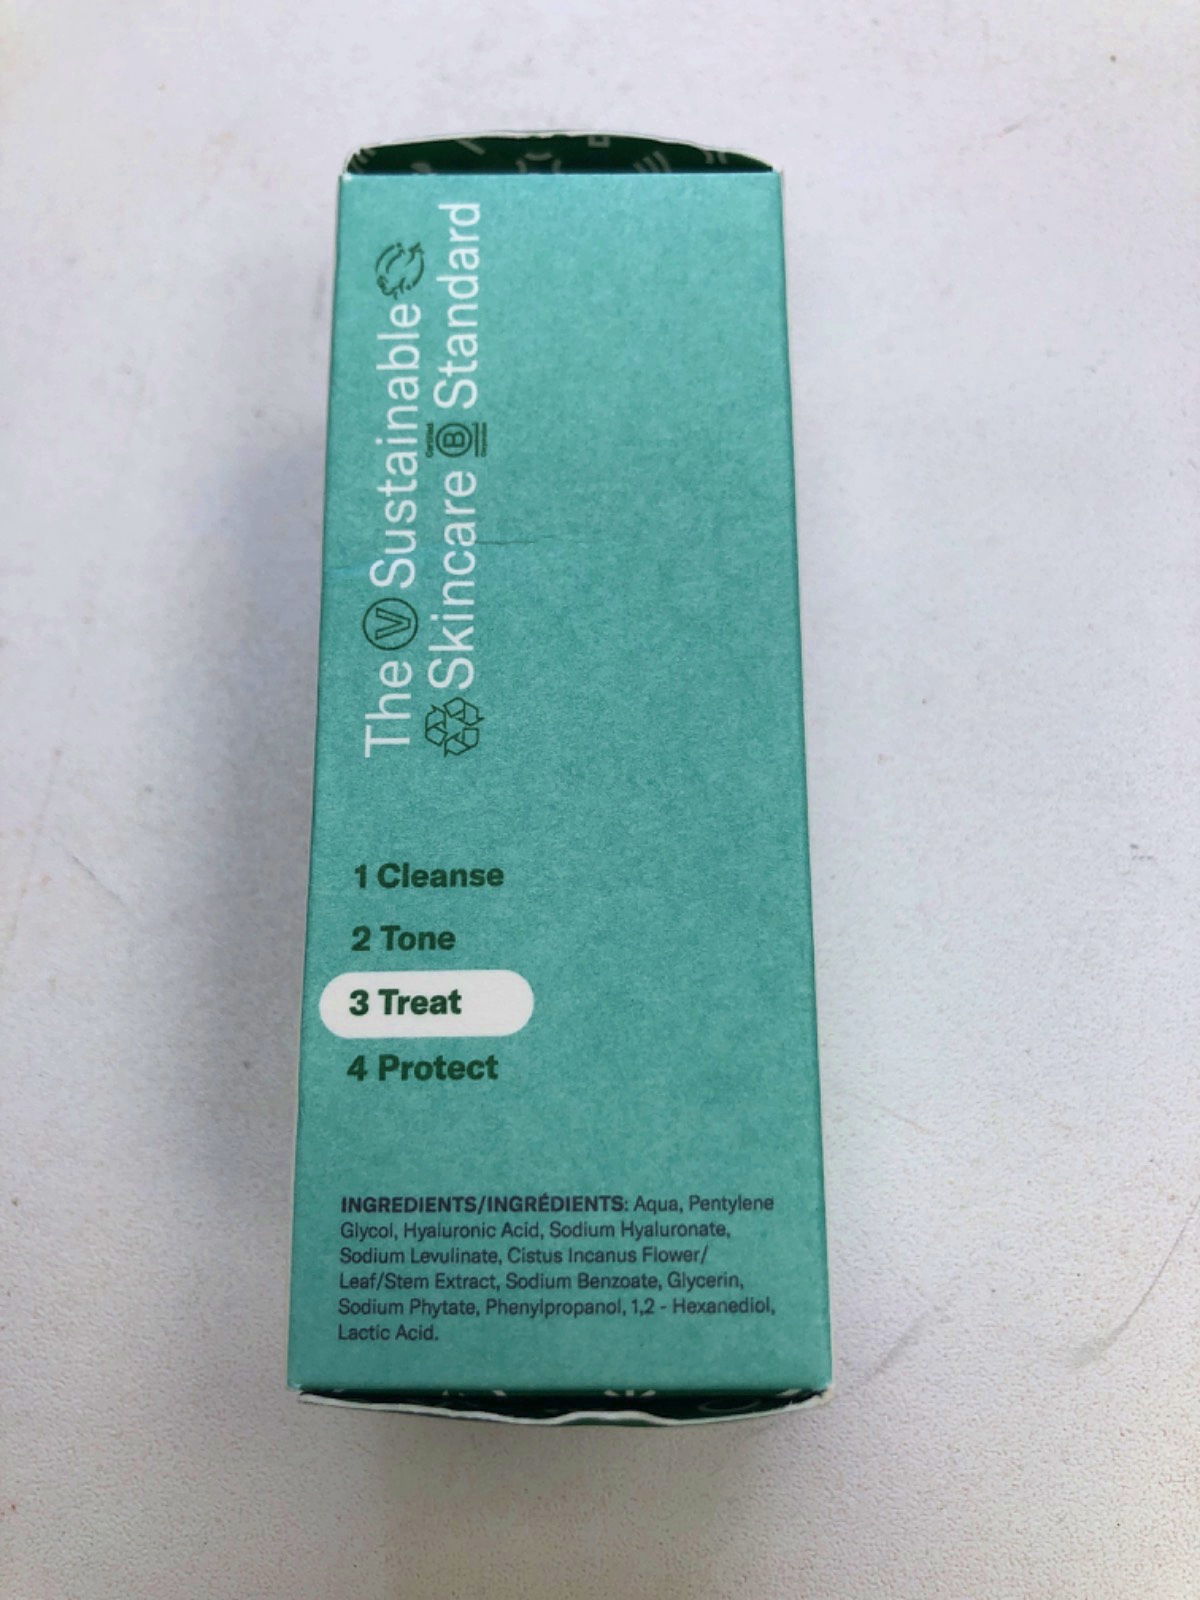 The V Sustainable
Skincare Certified B Corporation Standard
1 Cleanse
2 Tone
3 Treat
4 Protect
INGREDIENTS/INGRÉDIENTS: Aqua, Pentylene
Glycol, Hyaluronic Acid, Sodium Hyaluronate,
Sodium Levulinate, Cistus Incanus Flower/
Leaf/Stem Extract, Sodium Benzoate, Glycerin,
Sodium Phytate, Phenylpropanol, 1,2 - Hexanediol,
Lactic Acid.